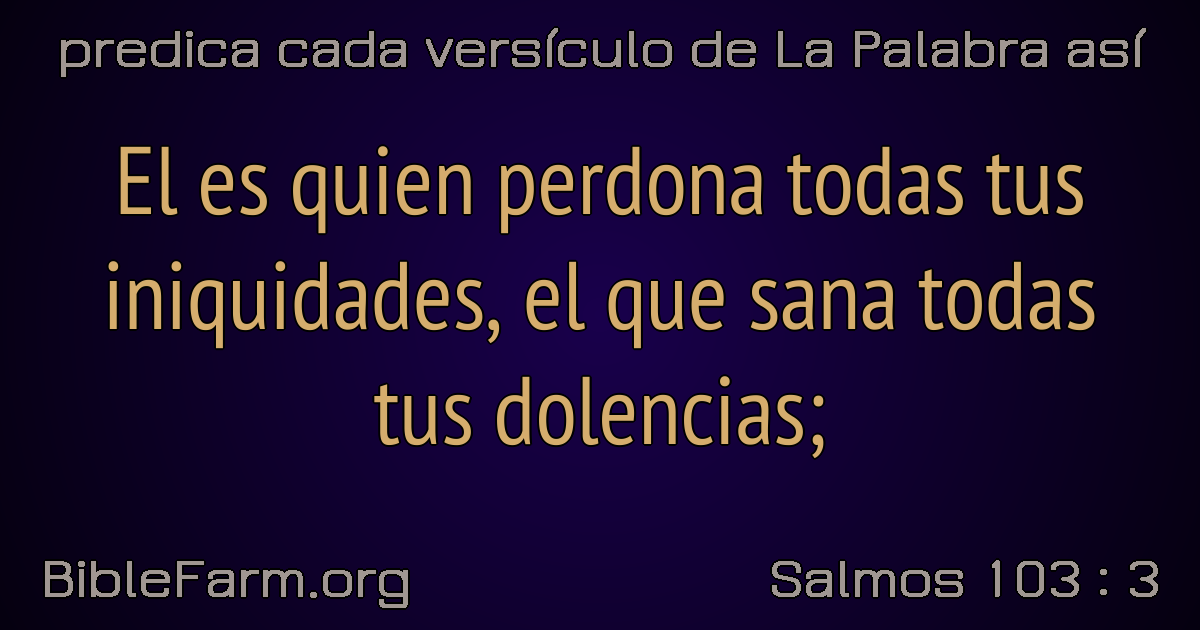 predica cada versículo de La Palabra así
El es quien perdona todas tus
iniquidades, el que sana todas
tus dolencias;
BibleFarm.org
Salmos 103 : 3